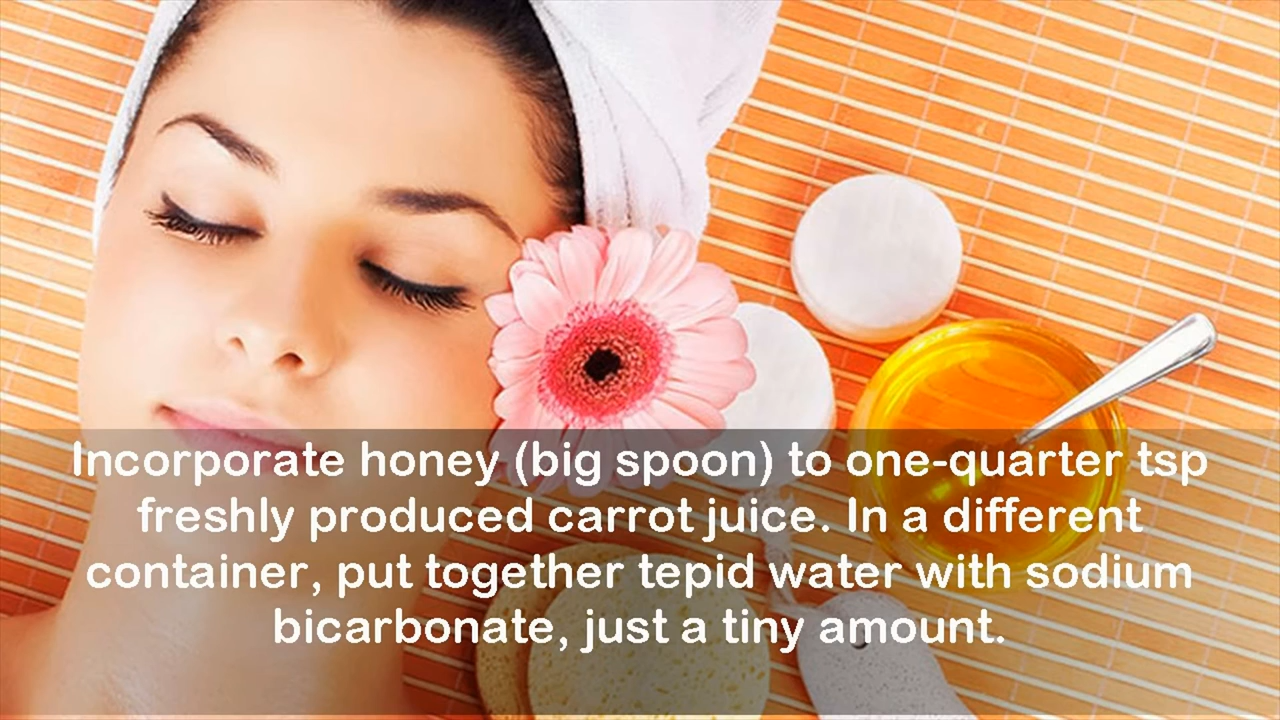 Incorporate honey (big spoon) to one-quarter tsp
freshly produced carrot juice. In a different
container, put together tepid water with sodium
bicarbonate, just a tiny amount.